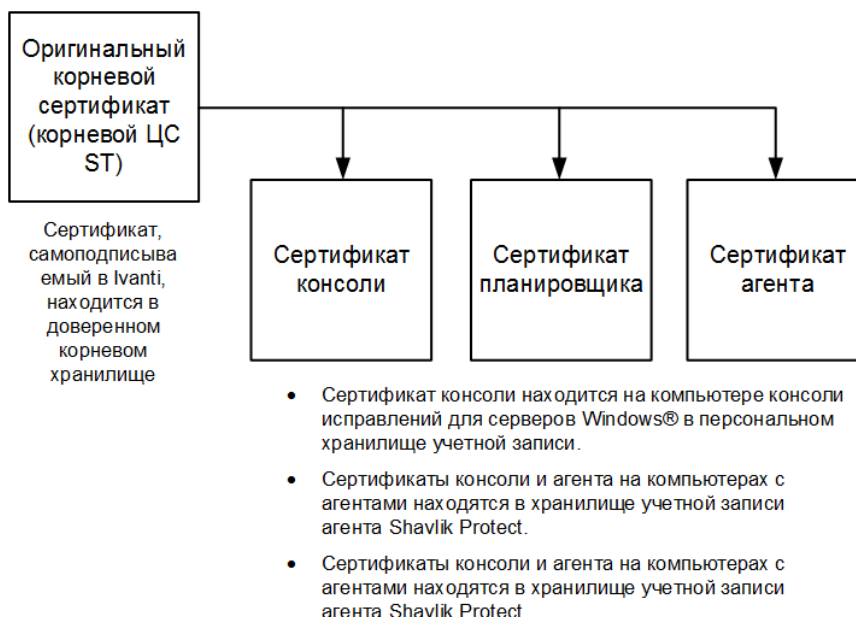 Оригинальный
корневой
сертификат
(корневой ЦС
ST)
Сертификат,
самоподписыва
емый в Ivanti,
находится в
доверенном
корневом
хранилище
Сертификат
консоли
Сертификат
планировщика
Сертификат
агента
• Сертификат консоли находится на компьютере консоли
исправлений для серверов Windows® в персональном
хранилище учетной записи.
• Сертификаты консоли и агента на компьютерах с
агентами находятся в хранилище учетной записи
агента Shavlik Protect.
• Сертификаты консоли и агента на компьютерах с
агентами находятся в хранилище учетной записи
агента Shavlik Protect